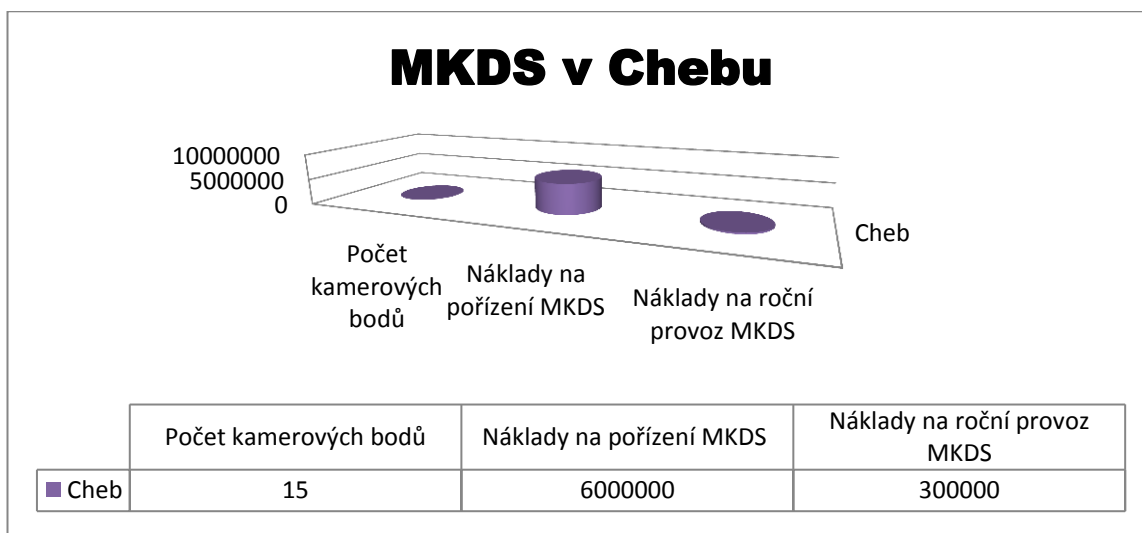 MKDS v Chebu
10000000
5000000
0
Počet
kamerových
bodů
Náklady na
pořízení MKDS
Náklady na roční
provoz MKDS
Cheb
Počet kamerových bodů
Náklady na pořízení MKDS
Náklady na roční provoz
MKDS
Cheb
15
6000000
300000